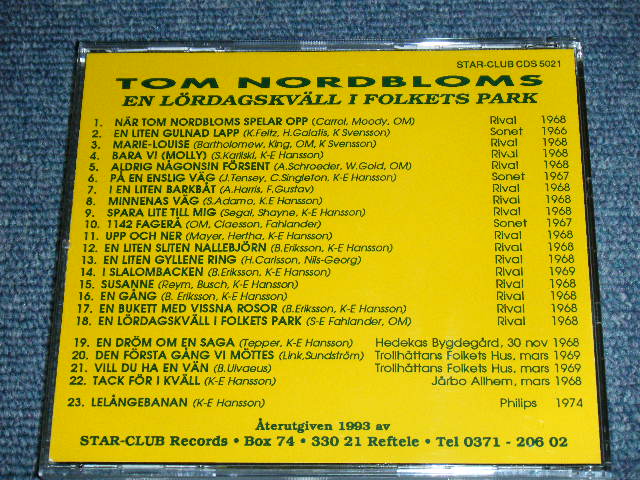 STAR-CLUB CDS 5021
TOM NORDBLOMS
EN LÖRDAGSKVÄLL I FOLKETS PARK
1. NÄR TOM NORDBLOMS SPELAR OPP (Carrol, Moody, OM) Rival 1968
2. EN LITEN GULNAD LAPP (K.Feltz, H.Galatis, K Svensson) Sonet 1966
3. MARIE-LOUISE (Bartholomew, King, OM, K Svensson) Rival 1968
4. BARA VI (MOLLY) (S.Karilski, K-E Hansson) Rival 1968
5. ALDRIG NÅGONSIN FÖRSENT (A.Schroeder, W.Gold, OM) Rival 1968
6. PÅ EN ENSLIG VÄG (J.Tensey, C.Singleton, K-E Hansson) Sonet 1967
7. I EN LITEN BARKBÅT (A.Harris, F.Gustav) Rival 1968
8. MINNENAS VÄG (S.Adamo, K-E Hansson) Rival 1968
9. SPARA LITE TILL MIG (Segal, Shayne, K-E Hansson) Rival 1968
10. 1142 FAGERÅ (OM, Claesson, Fahlander) Sonet 1967
11. UPP OCH NER (Mayer, Hertha, K-E Hansson) Rival 1968
12. EN LITEN SLITEN NALLEBJÖRN (B.Eriksson, K-E Hansson) Rival 1968
13. EN LITEN GYLLENE RING (H.Carlsson, Nils-Georg) Rival 1968
14. I SLALOMBACKEN (B.Eriksson, K-E Hansson) Rival 1969
15. SUSANNE (Reym, Busch, K-E Hansson) Rival 1968
16. EN GÅNG (B. Eriksson, K-E Hansson) Rival 1968
17. EN BUKETT MED VISSNA ROSOR (B.Eriksson, K-E Hansson) Rival 1968
18. EN LÖRDAGSKVÄLL I FOLKETS PARK (S-E Fahlander, OM) Rival 1968
19. EN DRÖM OM EN SAGA (Tepper, K-E Hansson) Hedekas Bygdegård, 30 nov 1968
20. DEN FÖRSTA GÅNG VI MÖTTES (Link,Sundström) Trollhättans Folkets Hus, mars 1969
21. VILL DU HA EN VÄN (B.Ulvaeus) Trollhättans Folkets Hus, mars 1969
22. TACK FÖR I KVÄLL (K-E Hansson) Jårbo Allhem, mars 1968
23. LELÅNGEBANAN (K-E Hansson) Philips 1974
Återutgiven 1993 av
STAR-CLUB Records • Box 74 • 330 21 Reftele • Tel 0371 - 206 02